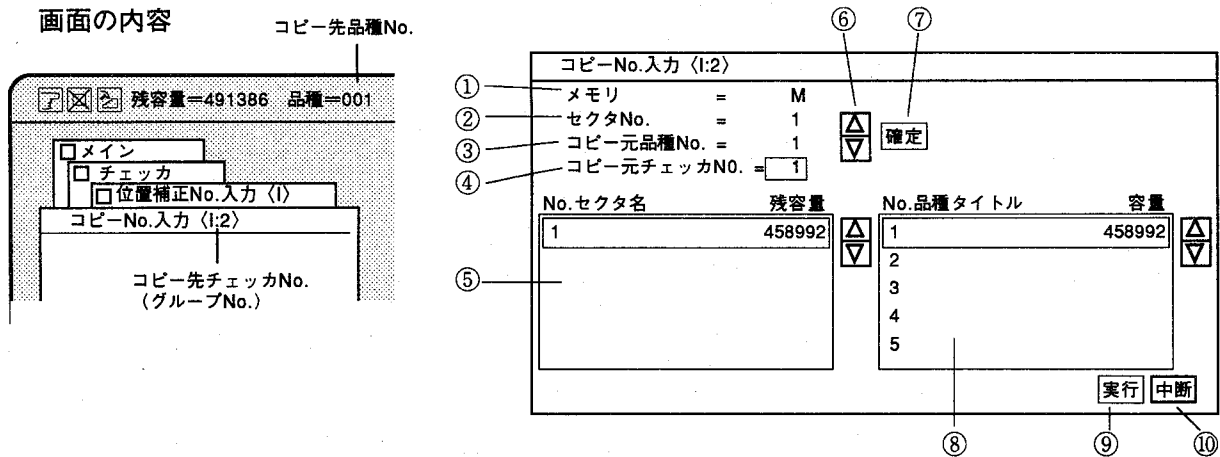 画面の内容
コピー先品種No.
残容量=491386 品種=001
メイン
チェッカ
位置補正No.入力〈I〉
コピーNo.入力〈I:2〉
コピー先チェッカNo.
(グループNo.)
⑥ ⑦
コピーNo.入力〈I:2〉
① メモリ = M
② セクタNo. = 1
③ コピー元品種No. = 1
④ コピー元チェッカN0. = 1
確定
No.セクタ名 残容量
1 458992
⑤
No.品種タイトル 容量
1 458992
2
3
4
5
実行 中断
⑧ ⑨ ⑩